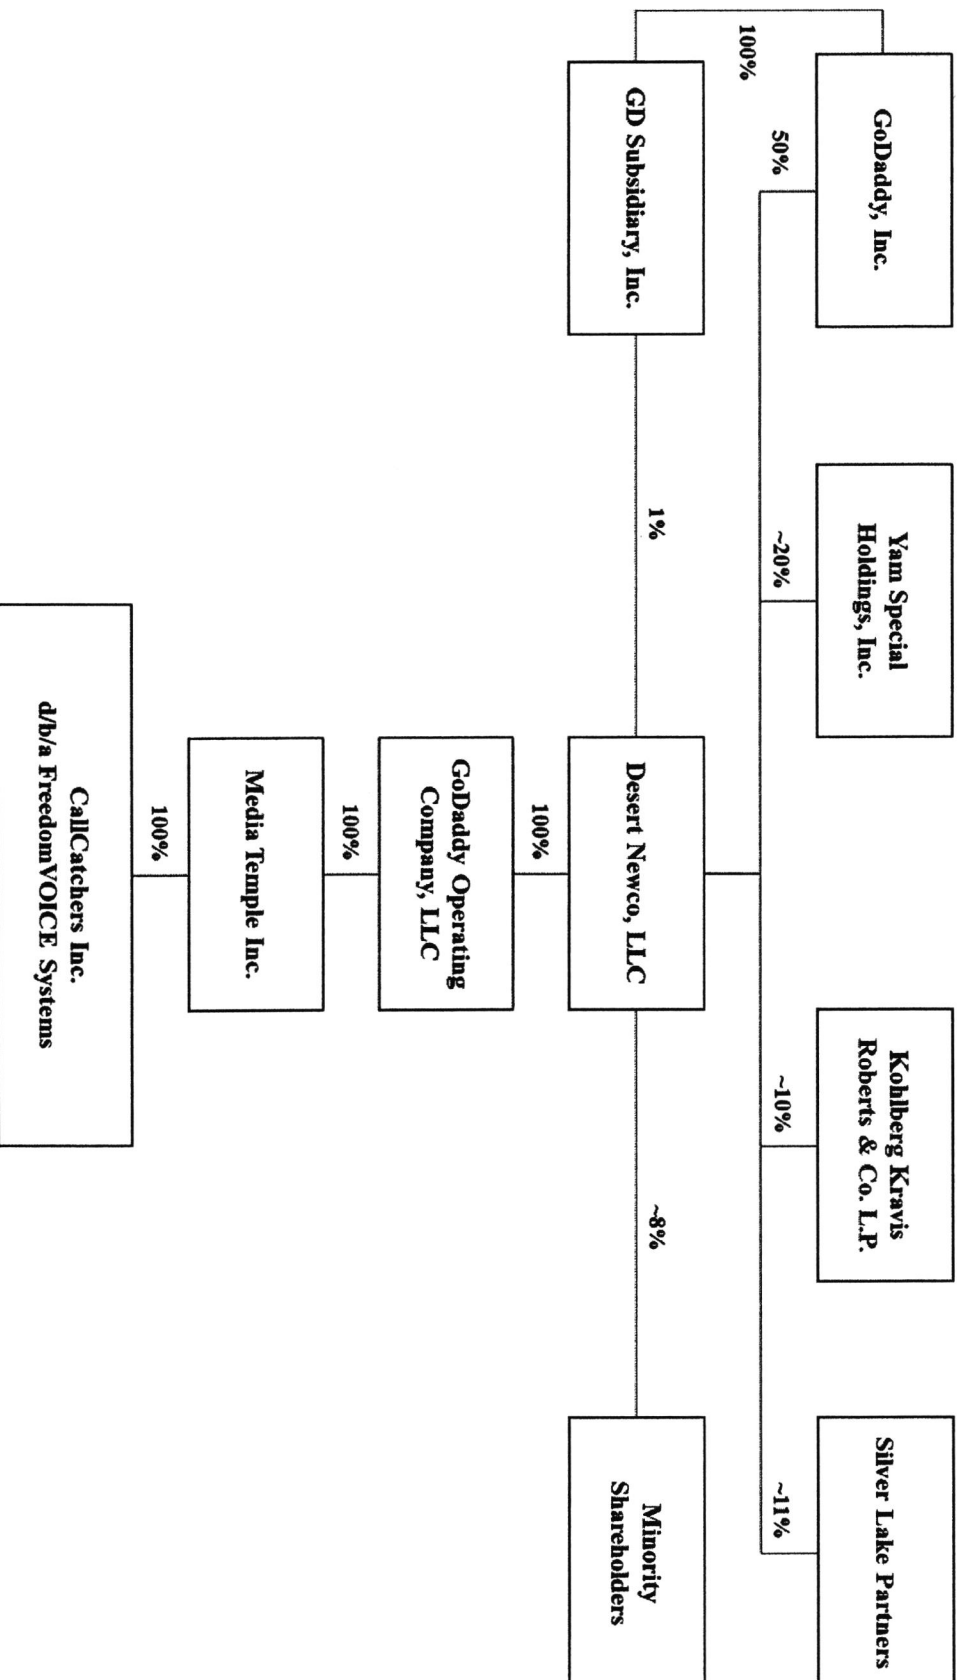 GoDaddy, Inc.
Yam Special
Holdings, Inc.
Kohlberg Kravis
Roberts & Co. L.P.
Silver Lake Partners
50%
~20%
~10%
~11%
100%
GD Subsidiary, Inc.
1%
Desert Newco, LLC
~8%
Minority
Shareholders
100%
GoDaddy Operating
Company, LLC
100%
Media Temple Inc.
100%
CallCatchers Inc.
d/b/a FreedomVOICE Systems